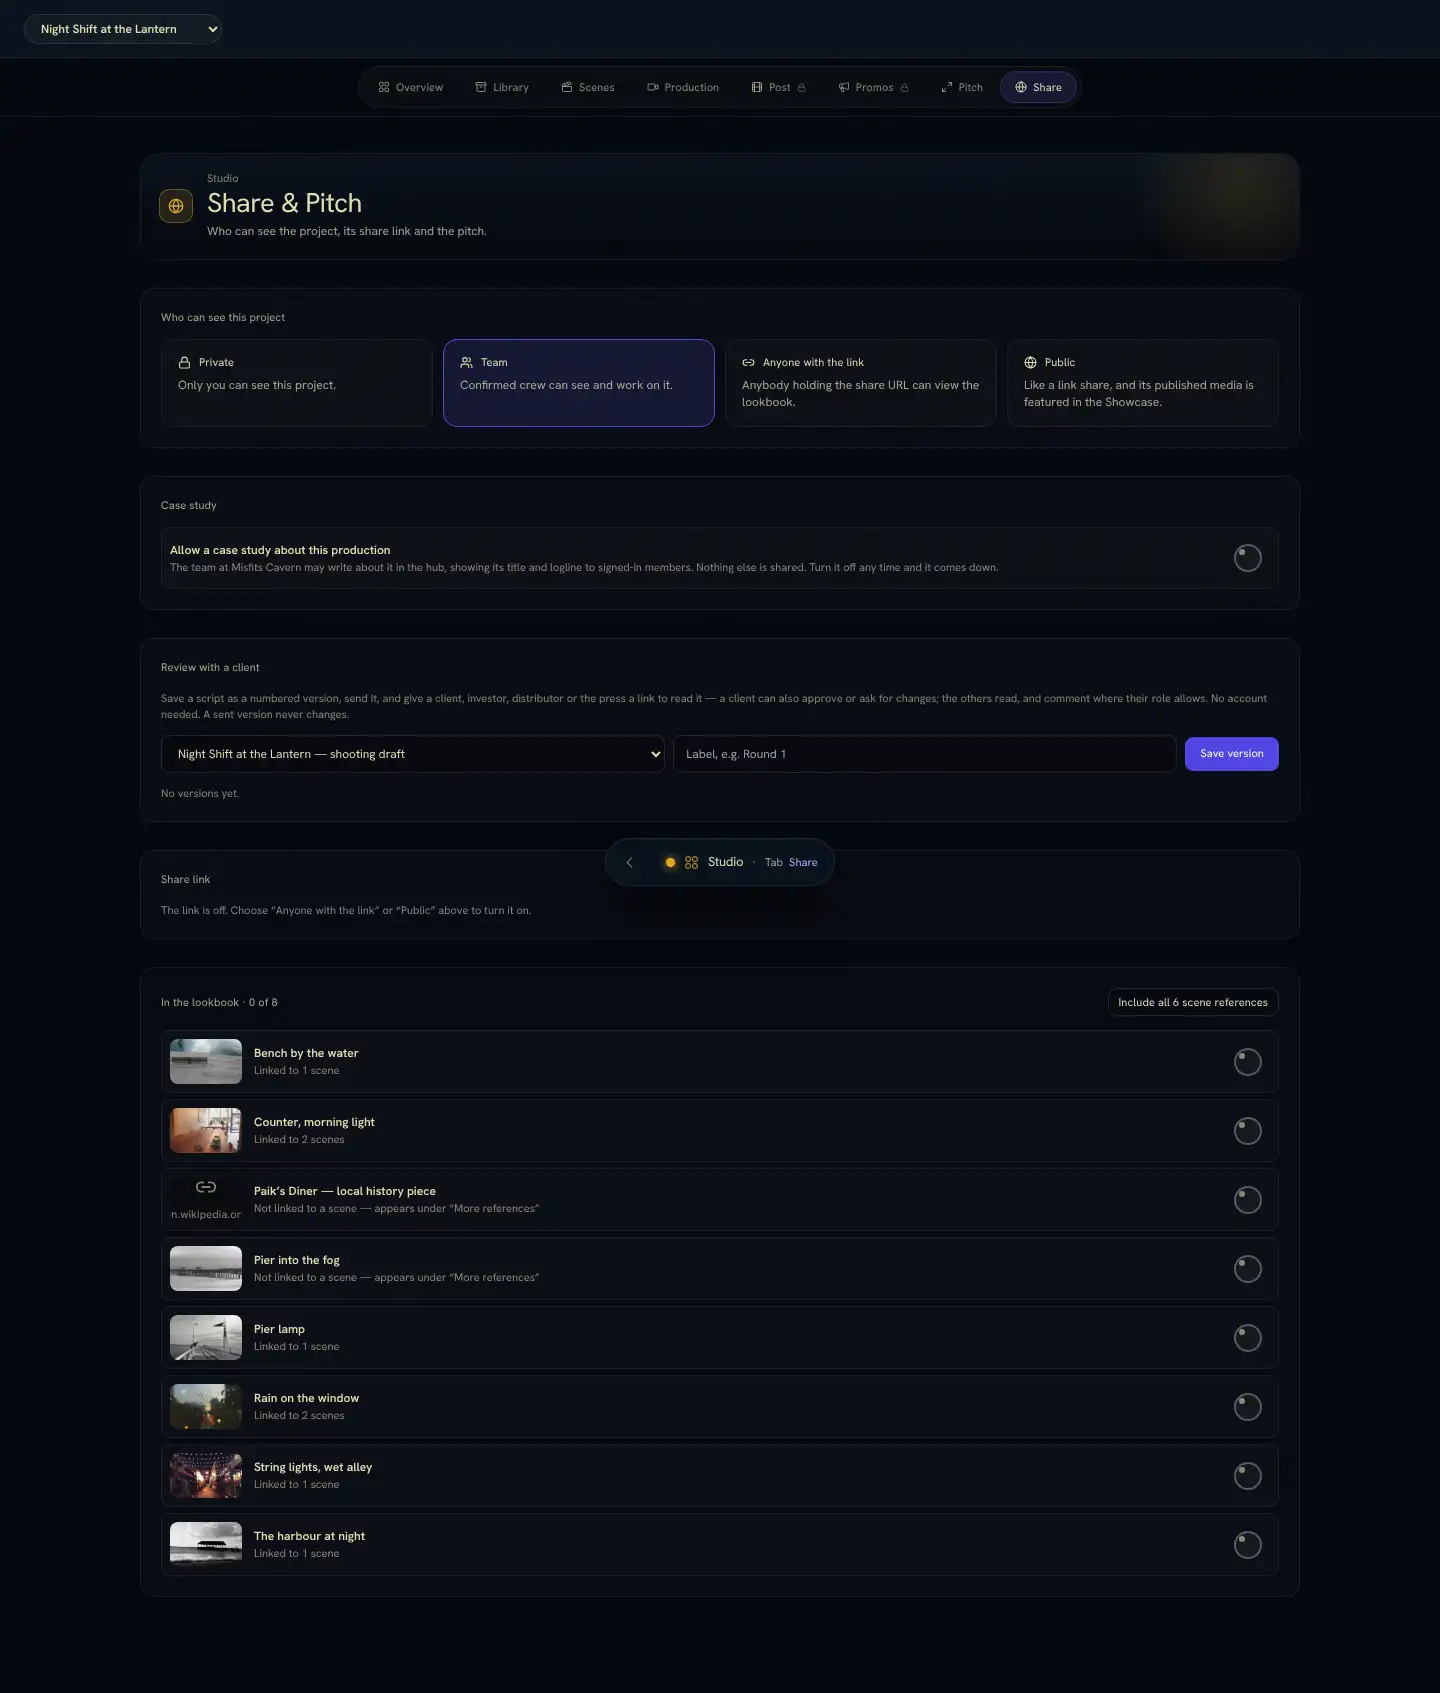 Night Shift at the Lantern
Overview
Library
Scenes
Production
Post
Promos
Pitch
Share
Studio
Share & Pitch
Who can see the project, its share link and the pitch.
Who can see this project
Private
Only you can see this project.
Team
Confirmed crew can see and work on it.
Anyone with the link
Anybody holding the share URL can view the
lookbook.
Public
Like a link share, and its published media is
featured in the Showcase.
Case study
Allow a case study about this production
The team at Misfits Cavern may write about it in the hub, showing its title and logline to signed-in members. Nothing else is shared. Turn it off any time and it comes down.
Review with a client
Save a script as a numbered version, send it, and give a client, investor, distributor or the press a link to read it — a client can also approve or ask for changes; the others read, and comment where their role allows. No account
needed. A sent version never changes.
Night Shift at the Lantern — shooting draft
Label, e.g. Round 1
Save version
No versions yet.
Studio · Tab Share
Share link
The link is off. Choose “Anyone with the link” or “Public” above to turn it on.
In the lookbook · 0 of 8
Include all 6 scene references
Bench by the water
Linked to 1 scene
Counter, morning light
Linked to 2 scenes
n.wikipedia.or
Paik’s Diner — local history piece
Not linked to a scene — appears under “More references”
Pier into the fog
Not linked to a scene — appears under “More references”
Pier lamp
Linked to 1 scene
Rain on the window
Linked to 2 scenes
String lights, wet alley
Linked to 1 scene
The harbour at night
Linked to 1 scene